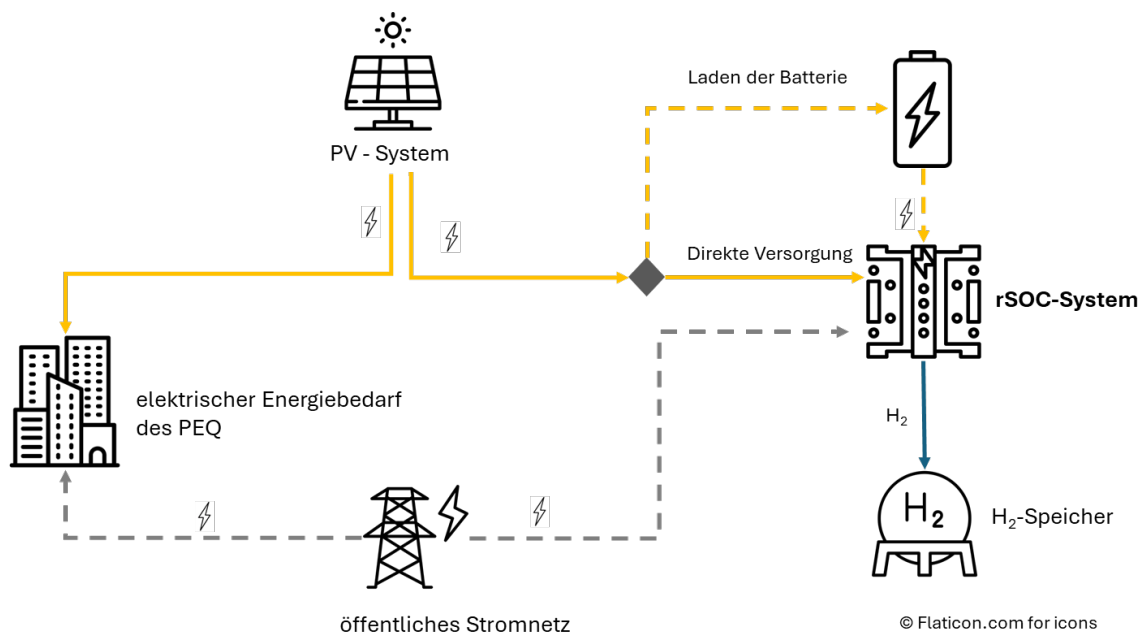 Laden der Batterie
PV - System
Direkte Versorgung
rSOC-System
elektrischer Energiebedarf
des PEQ
H₂
H₂
H₂-Speicher
öffentliches Stromnetz
© Flaticon.com for icons